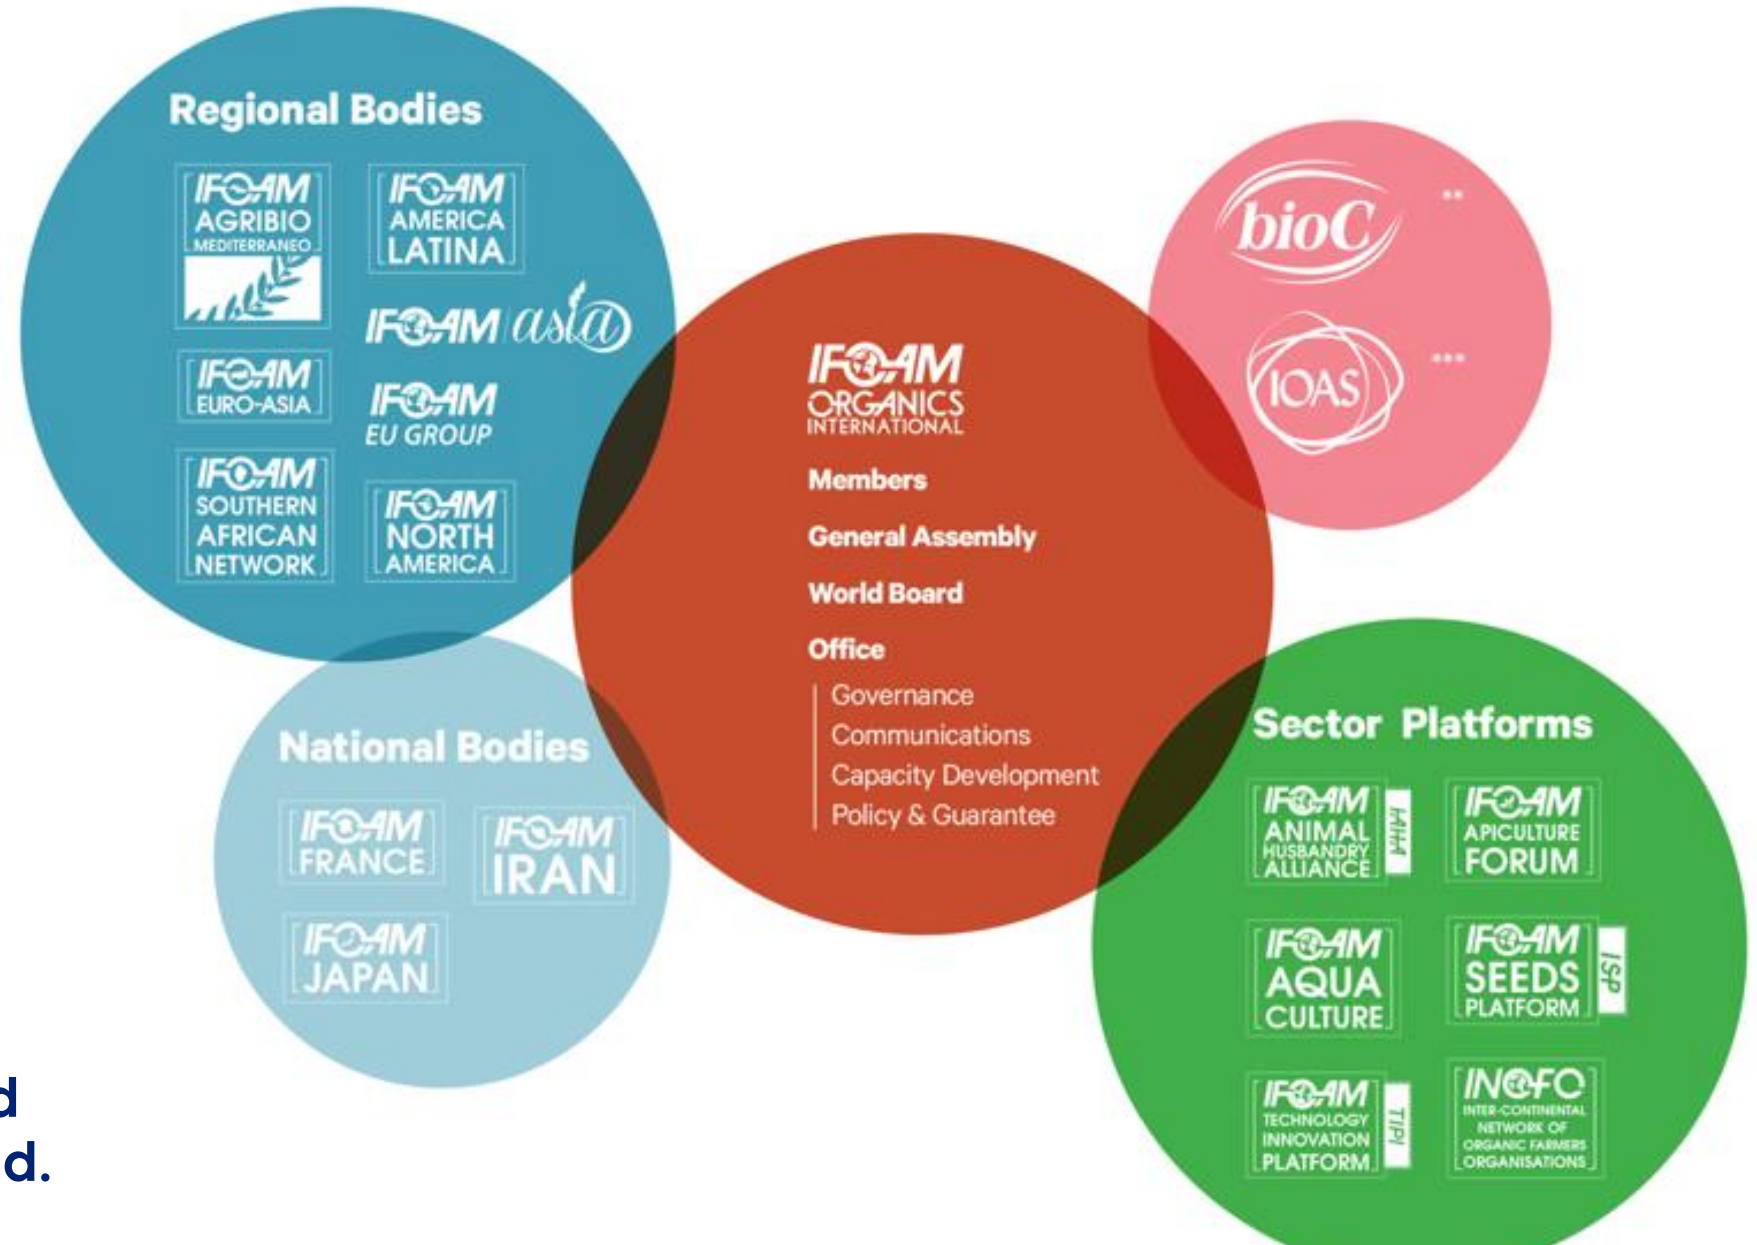 Regional Bodies
IFOAM
AGRIBIO
MEDITERRANEO
IFOAM
AMERICA
LATINA
IFOAM asia
IFOAM
EURO-ASIA
IFOAM
EU GROUP
IFOAM
SOUTHERN
AFRICAN
NETWORK
IFOAM
NORTH
AMERICA
National Bodies
IFOAM
FRANCE
IFOAM
IRAN
IFOAM
JAPAN
IFOAM
ORGANICS
INTERNATIONAL
Members
General Assembly
World Board
Office
Governance
Communications
Capacity Development
Policy & Guarantee
bioC **
IOAS ***
Sector Platforms
IFOAM
ANIMAL
HUSBANDRY
ALLIANCE
IFOAM
APICULTURE
FORUM
IFOAM
AQUA
CULTURE
IFOAM
SEEDS
PLATFORM
ISP
IFOAM
TECHNOLOGY
INNOVATION
PLATFORM
TIPI
INOFO
INTER-CONTINENTAL
NETWORK OF
ORGANIC FARMERS
ORGANISATIONS
d
d.